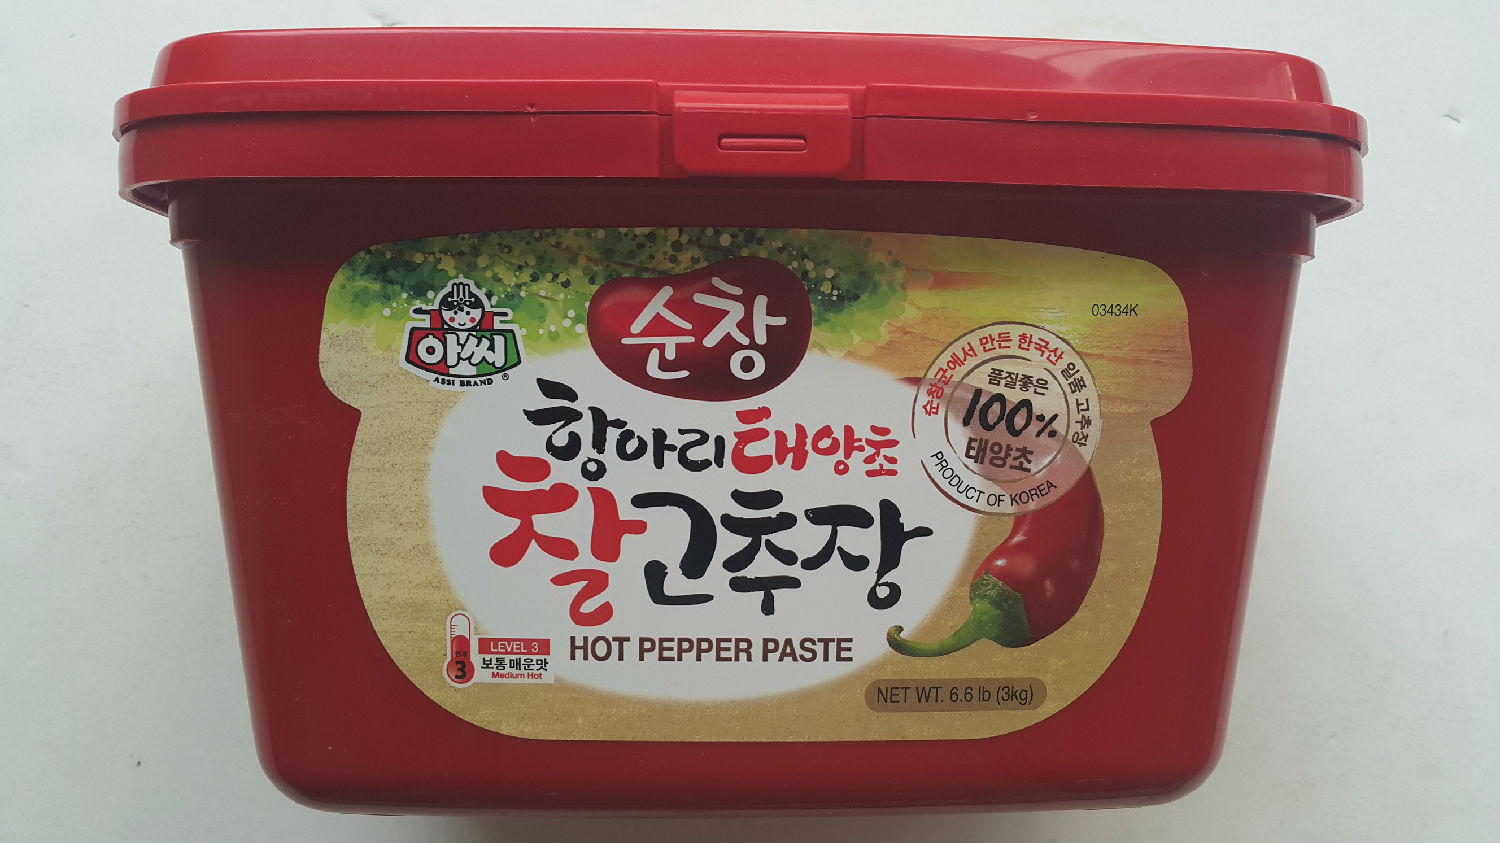 03434K
아씨
ASSI BRAND ®
순창
항아리태양초
찰고추장
HOT PEPPER PASTE
순창군에서 만든 한국산 일품 고추장
품질좋은
100%
태양초
PRODUCT OF KOREA
단계
3
LEVEL 3
보통 매운맛
Medium Hot
NET WT. 6.6 lb (3kg)